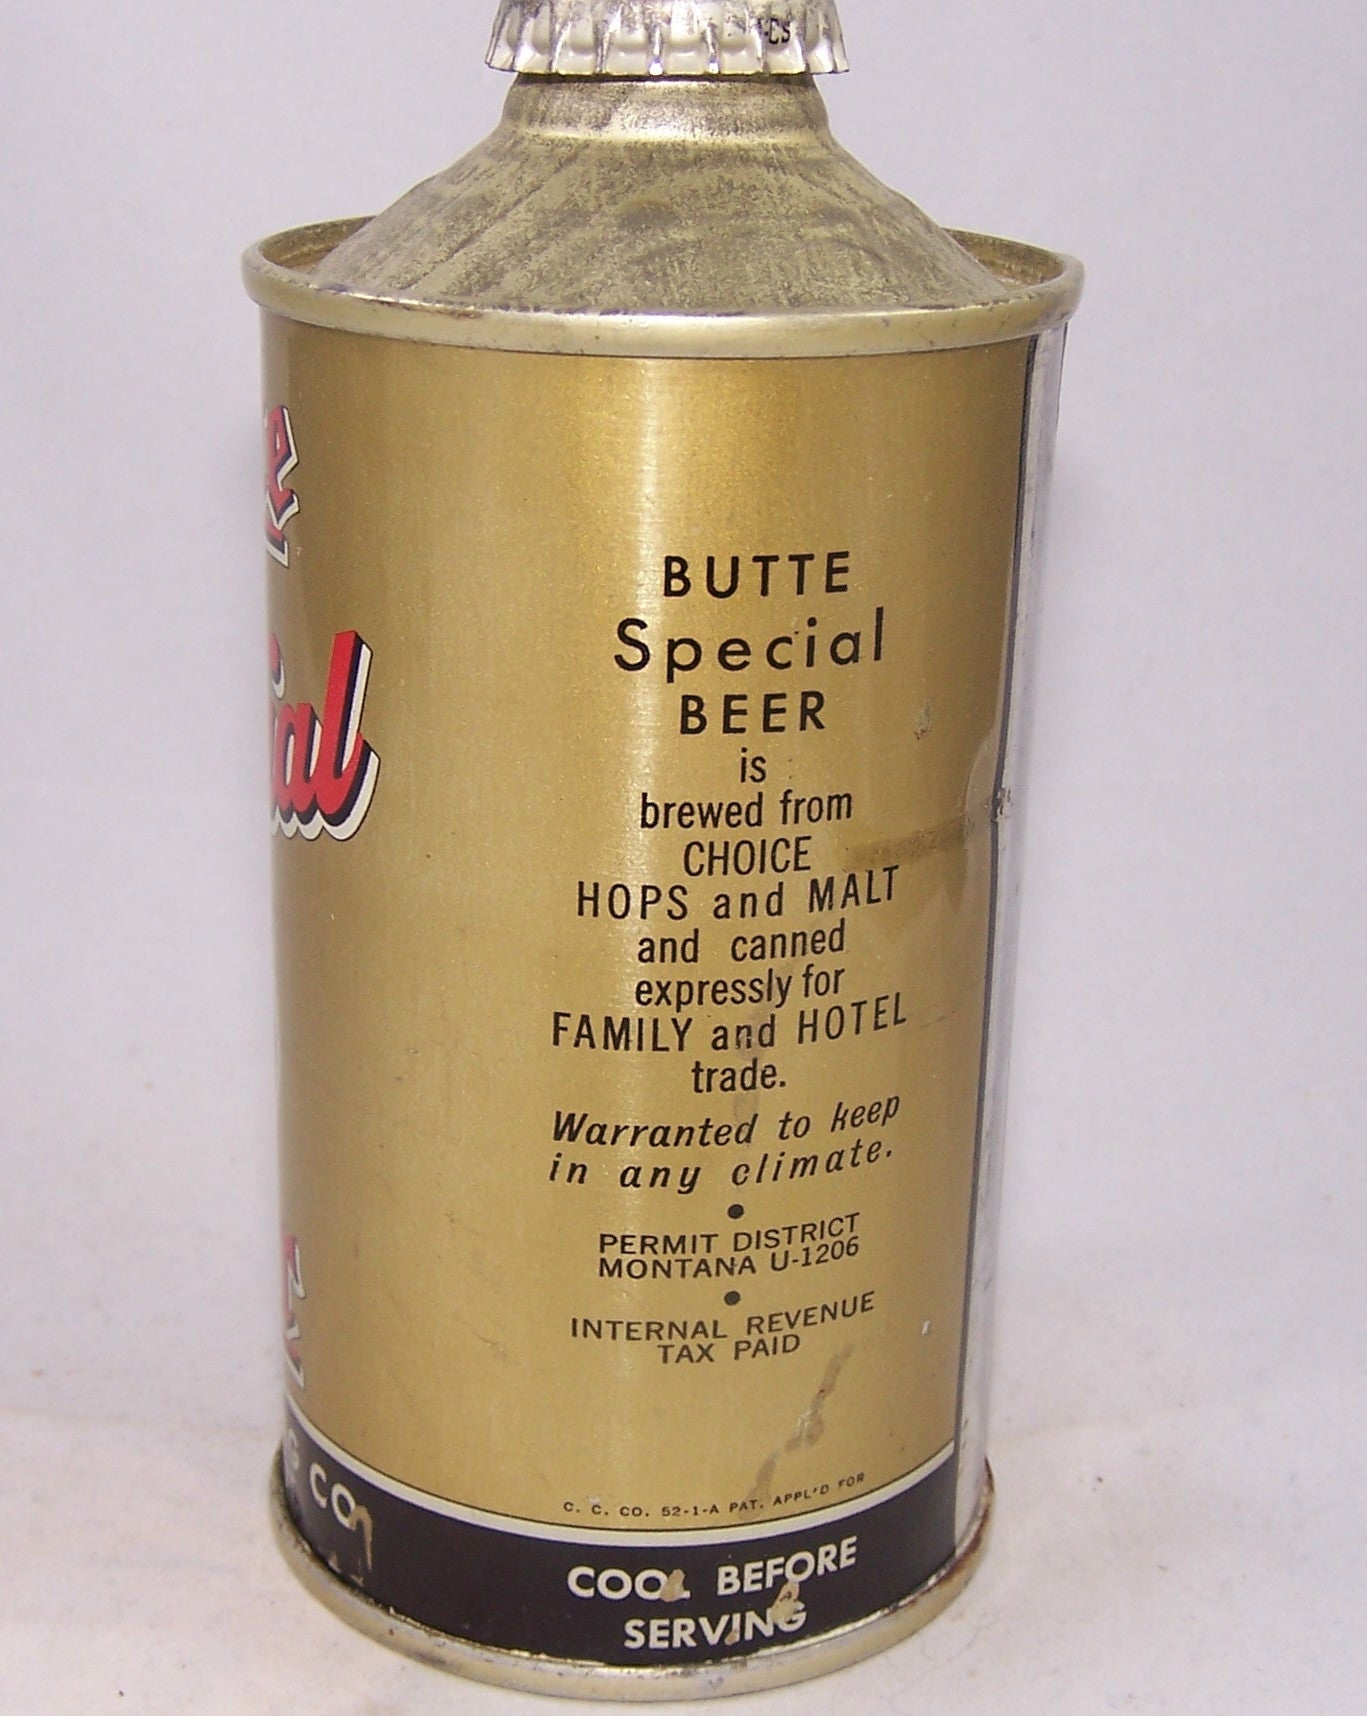 BUTTE
Special
BEER
is
brewed from
CHOICE
HOPS and MALT
and canned
expressly for
FAMILY and HOTEL
trade.
Warranted to keep
in any climate.
PERMIT DISTRICT
MONTANA U-1206
INTERNAL REVENUE
TAX PAID
C. C. CO. 52-1-A PAT. APPL'D FOR
COOL BEFORE
SERVING
CO